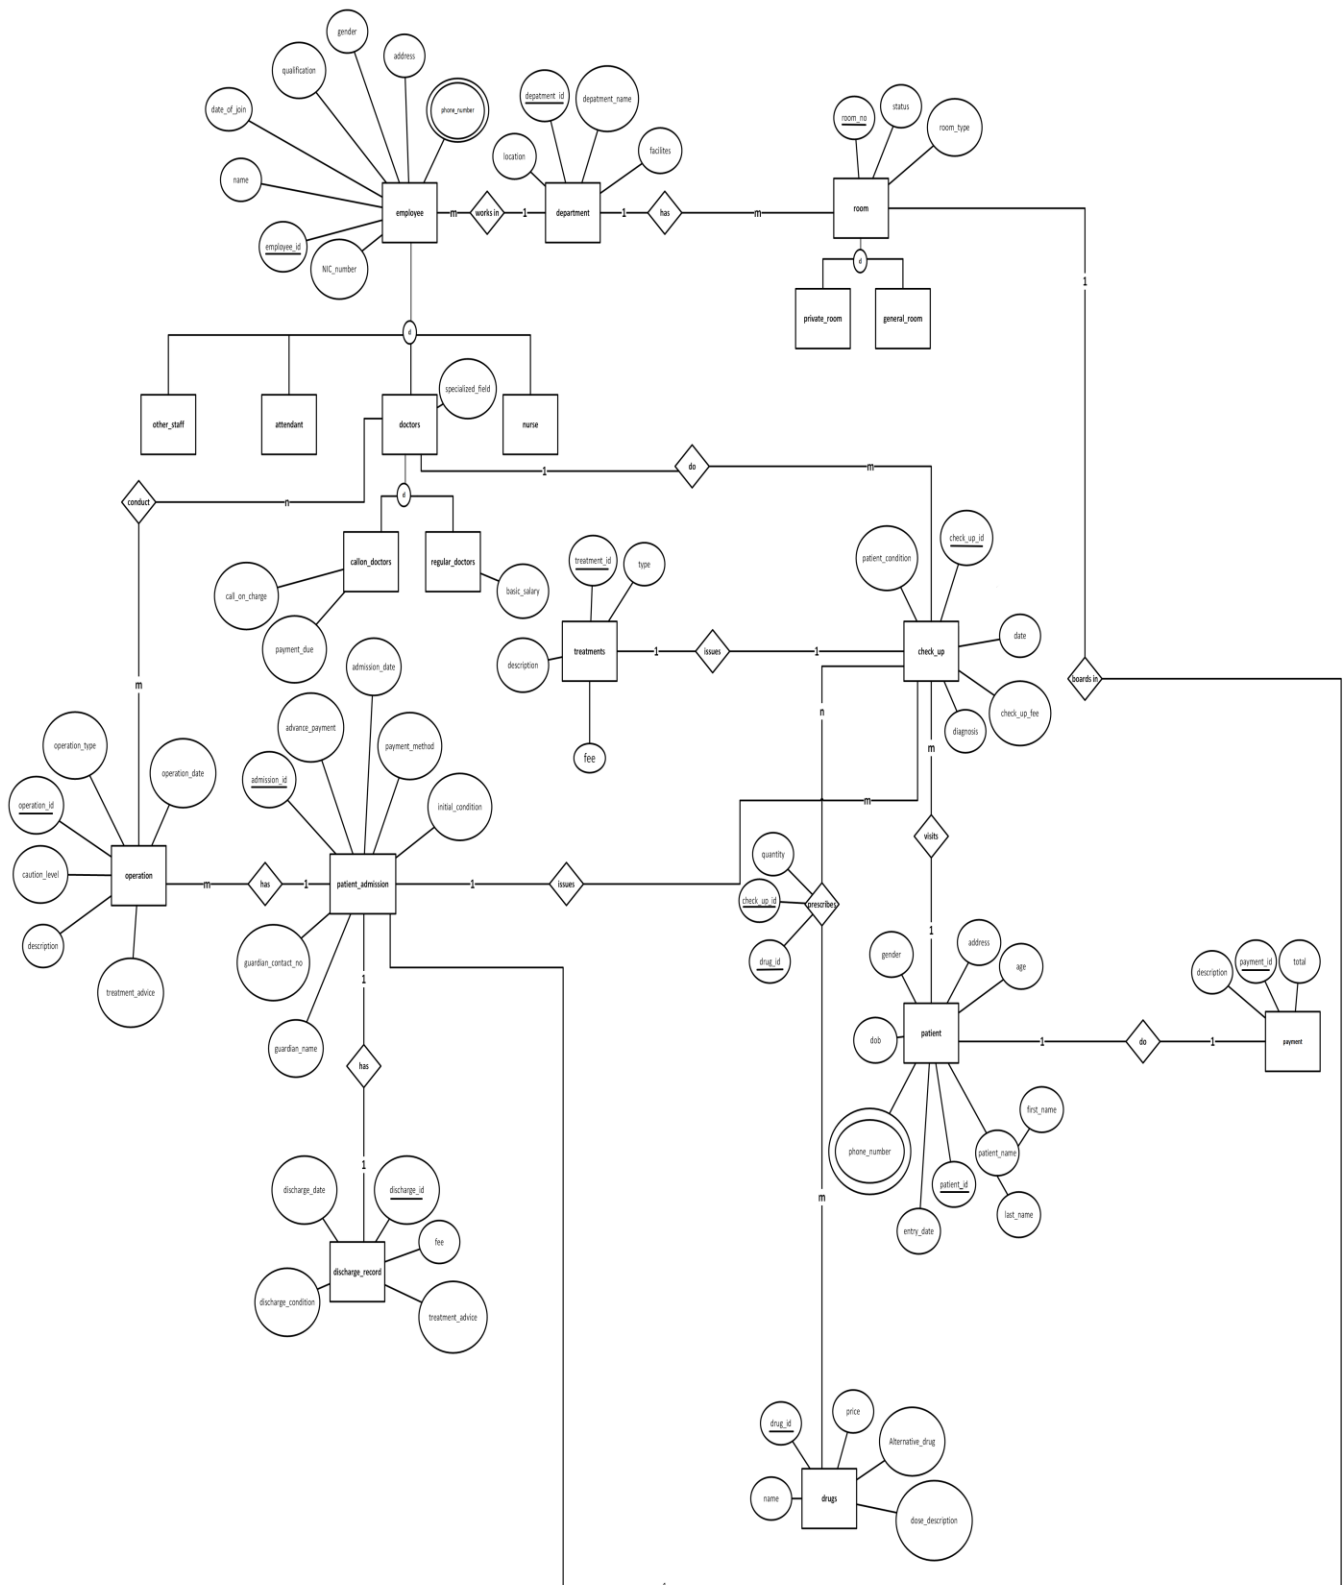 gender
address
qualification
phone_number
date_of_join
name
employee_id
NIC_number
employee
m
works in
1
depatment_id
depatment_name
location
facilites
department
1
has
m
room_no
status
room_type
room
1
d
private_room
general_room
d
other_staff
attendant
doctors
specialized_field
nurse
conduct
n
1
do
m
d
callon_doctors
regular_doctors
call_on_charge
payment_due
basic_salary
treatment_id
type
description
treatments
fee
1
issues
1
patient_condition
check_up_id
date
check_up
check_up_fee
diagnosis
boards in
m
operation_type
operation_date
operation_id
caution_level
operation
description
treatment_advice
m
has
1
admission_date
advance_payment
payment_method
admission_id
initial_condition
patient_admission
guardian_contact_no
guardian_name
1
issues
m
n
m
visits
1
quantity
check_up_id
prescribes
drug_id
gender
address
age
dob
patient
phone_number
patient_id
entry_date
patient_name
first_name
last_name
1
do
1
description
payment_id
total
payment
1
has
1
discharge_date
discharge_id
fee
discharge_record
discharge_condition
treatment_advice
m
drug_id
price
Alternative_drug
name
drugs
dose_description